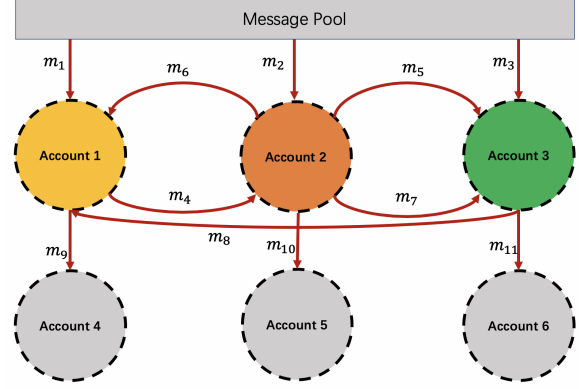 Message Pool
m₁
m₆
m₂
m₅
m₃
Account 1
Account 2
Account 3
m₄
m₇
m₈
m₉
m₁₀
m₁₁
Account 4
Account 5
Account 6